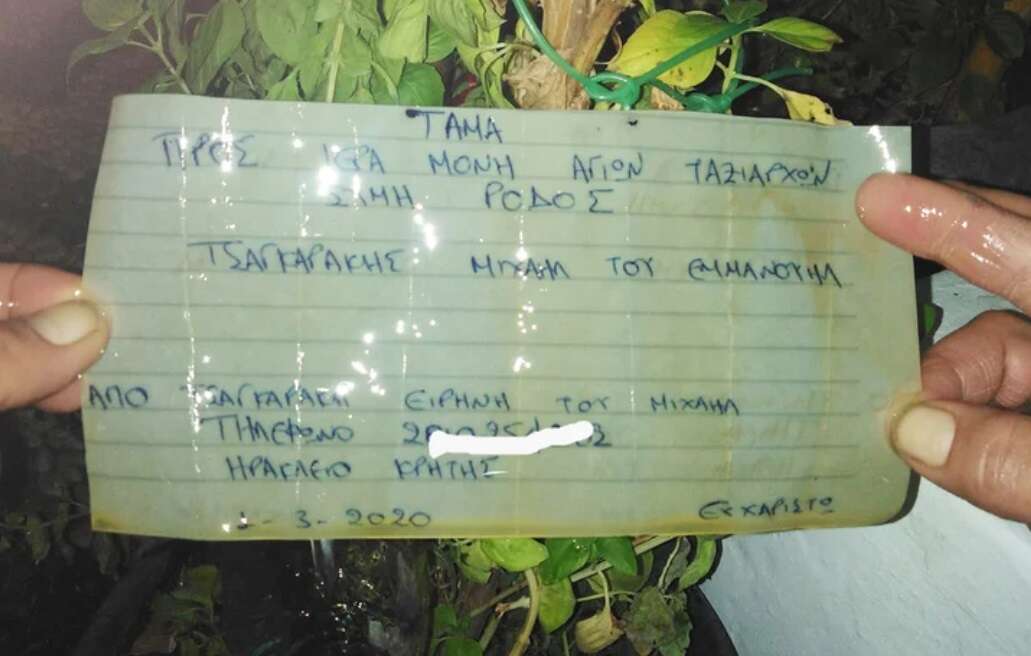 ΤΑΜΑ
ΠΡΟΣ ΙΕΡΑ ΜΟΝΗ ΑΓΙΩΝ ΤΑΞΙΑΡΧΩΝ
ΣΥΜΗ ΡΟΔΟΣ
ΤΣΑΓΚΑΡΑΚΗΣ ΜΙΧΑΗΛ ΤΟΥ ΕΜΜΑΝΟΥΗΛ
ΑΠΟ ΤΣΑΓΚΑΡΑΚΗ ΕΙΡΗΝΗ ΤΟΥ ΜΙΧΑΗΛ
ΤΗΛΕΦΩΝΟ
ΗΡΑΚΛΕΙΟ ΚΡΗΤΗΣ
3-2020
ΕΥΧΑΡΙΣΤΩ